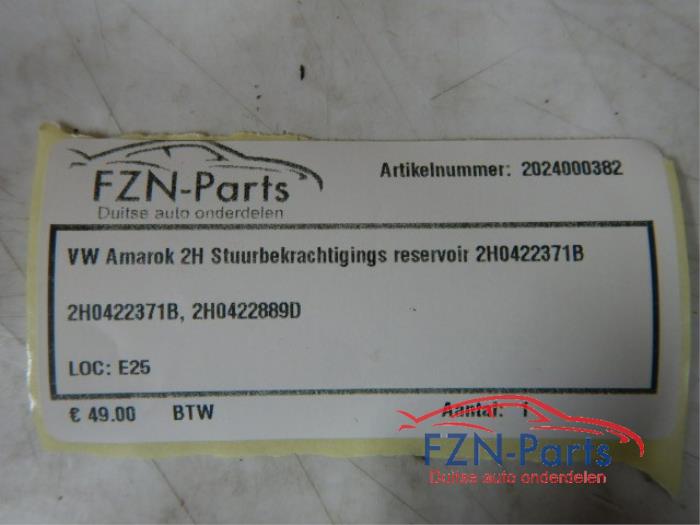 Artikelnummer: 2024000382
FZN-Parts
Duitse auto onderdelen
VW Amarok 2H Stuurbekrachtigings reservoir 2H0422371B
2H0422371B, 2H0422889D
LOC: E25
€ 49.00 BTW Aantal: 1
FZN-Parts
Duitse auto onderdelen